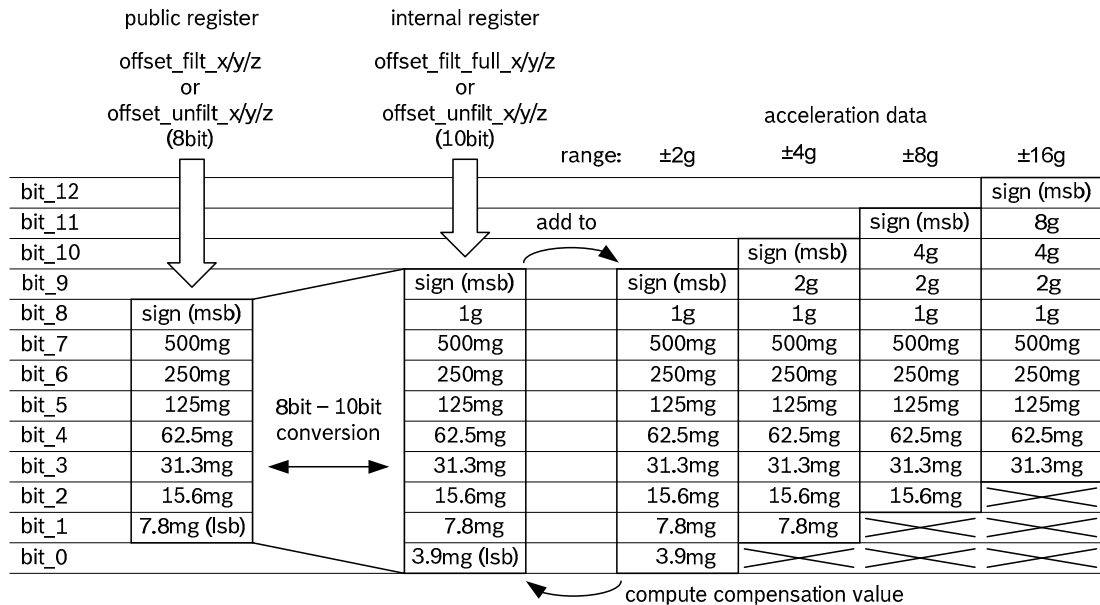 public register internal register
offset_filt_x/y/z offset_filt_full_x/y/z
or or
offset_unfilt_x/y/z offset_unfilt_x/y/z
(8bit) (10bit) acceleration data
range: ±2g ±4g ±8g ±16g
bit_12 sign (msb)
bit_11 add to sign (msb) 8g
bit_10 sign (msb) 4g 4g
bit_9 sign (msb) sign (msb) 2g 2g 2g
bit_8 sign (msb) 1g 1g 1g 1g 1g
bit_7 500mg 500mg 500mg 500mg 500mg 500mg
bit_6 250mg 250mg 250mg 250mg 250mg 250mg
bit_5 125mg 8bit – 10bit 125mg 125mg 125mg 125mg 125mg
bit_4 62.5mg conversion 62.5mg 62.5mg 62.5mg 62.5mg 62.5mg
bit_3 31.3mg 31.3mg 31.3mg 31.3mg 31.3mg 31.3mg
bit_2 15.6mg 15.6mg 15.6mg 15.6mg 15.6mg
bit_1 7.8mg (lsb) 7.8mg 7.8mg 7.8mg
bit_0 3.9mg (lsb) 3.9mg
compute compensation value